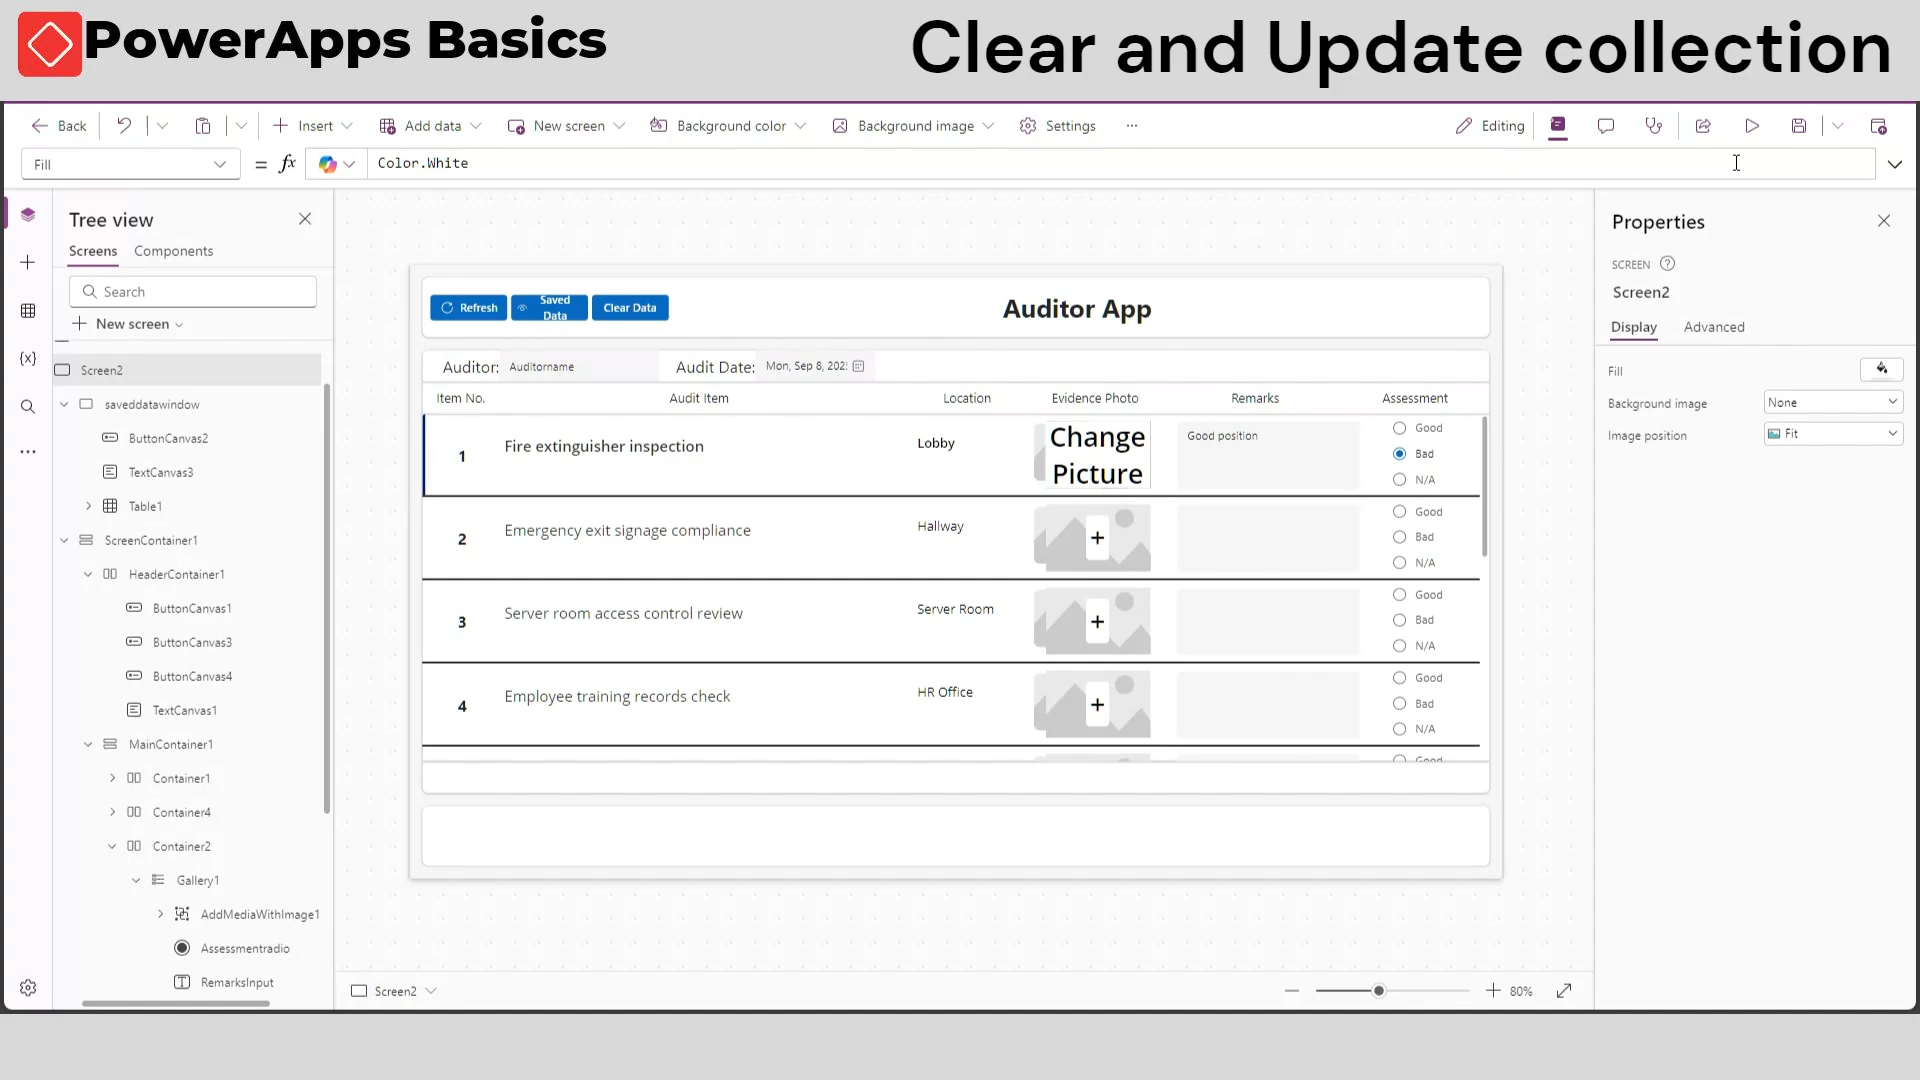 PowerApps Basics
Clear and Update collection
Back
Insert
Add data
New screen
Background color
Background image
Settings
...
Editing
Fill
=
fx
Color.White
Tree view
Screens
Components
Search
New screen
Screen2
saveddatawindow
ButtonCanvas2
TextCanvas3
Table1
ScreenContainer1
HeaderContainer1
ButtonCanvas1
ButtonCanvas3
ButtonCanvas4
TextCanvas1
MainContainer1
Container1
Container4
Container2
Gallery1
AddMediaWithImage1
Assessmentradio
RemarksInput
Refresh
Saved
Data
Clear Data
Auditor App
Auditor:
Auditorname
Audit Date:
Mon, Sep 8, 202
Item No.
Audit Item
Location
Evidence Photo
Remarks
Assessment
1
Fire extinguisher inspection
Lobby
Change
Picture
Good position
Good
Bad
N/A
2
Emergency exit signage compliance
Hallway
+
Good
Bad
N/A
3
Server room access control review
Server Room
+
Good
Bad
N/A
4
Employee training records check
HR Office
+
Good
Bad
N/A
Good
Screen2
80%
Properties
SCREEN
Screen2
Display
Advanced
Fill
Background image
None
Image position
Fit